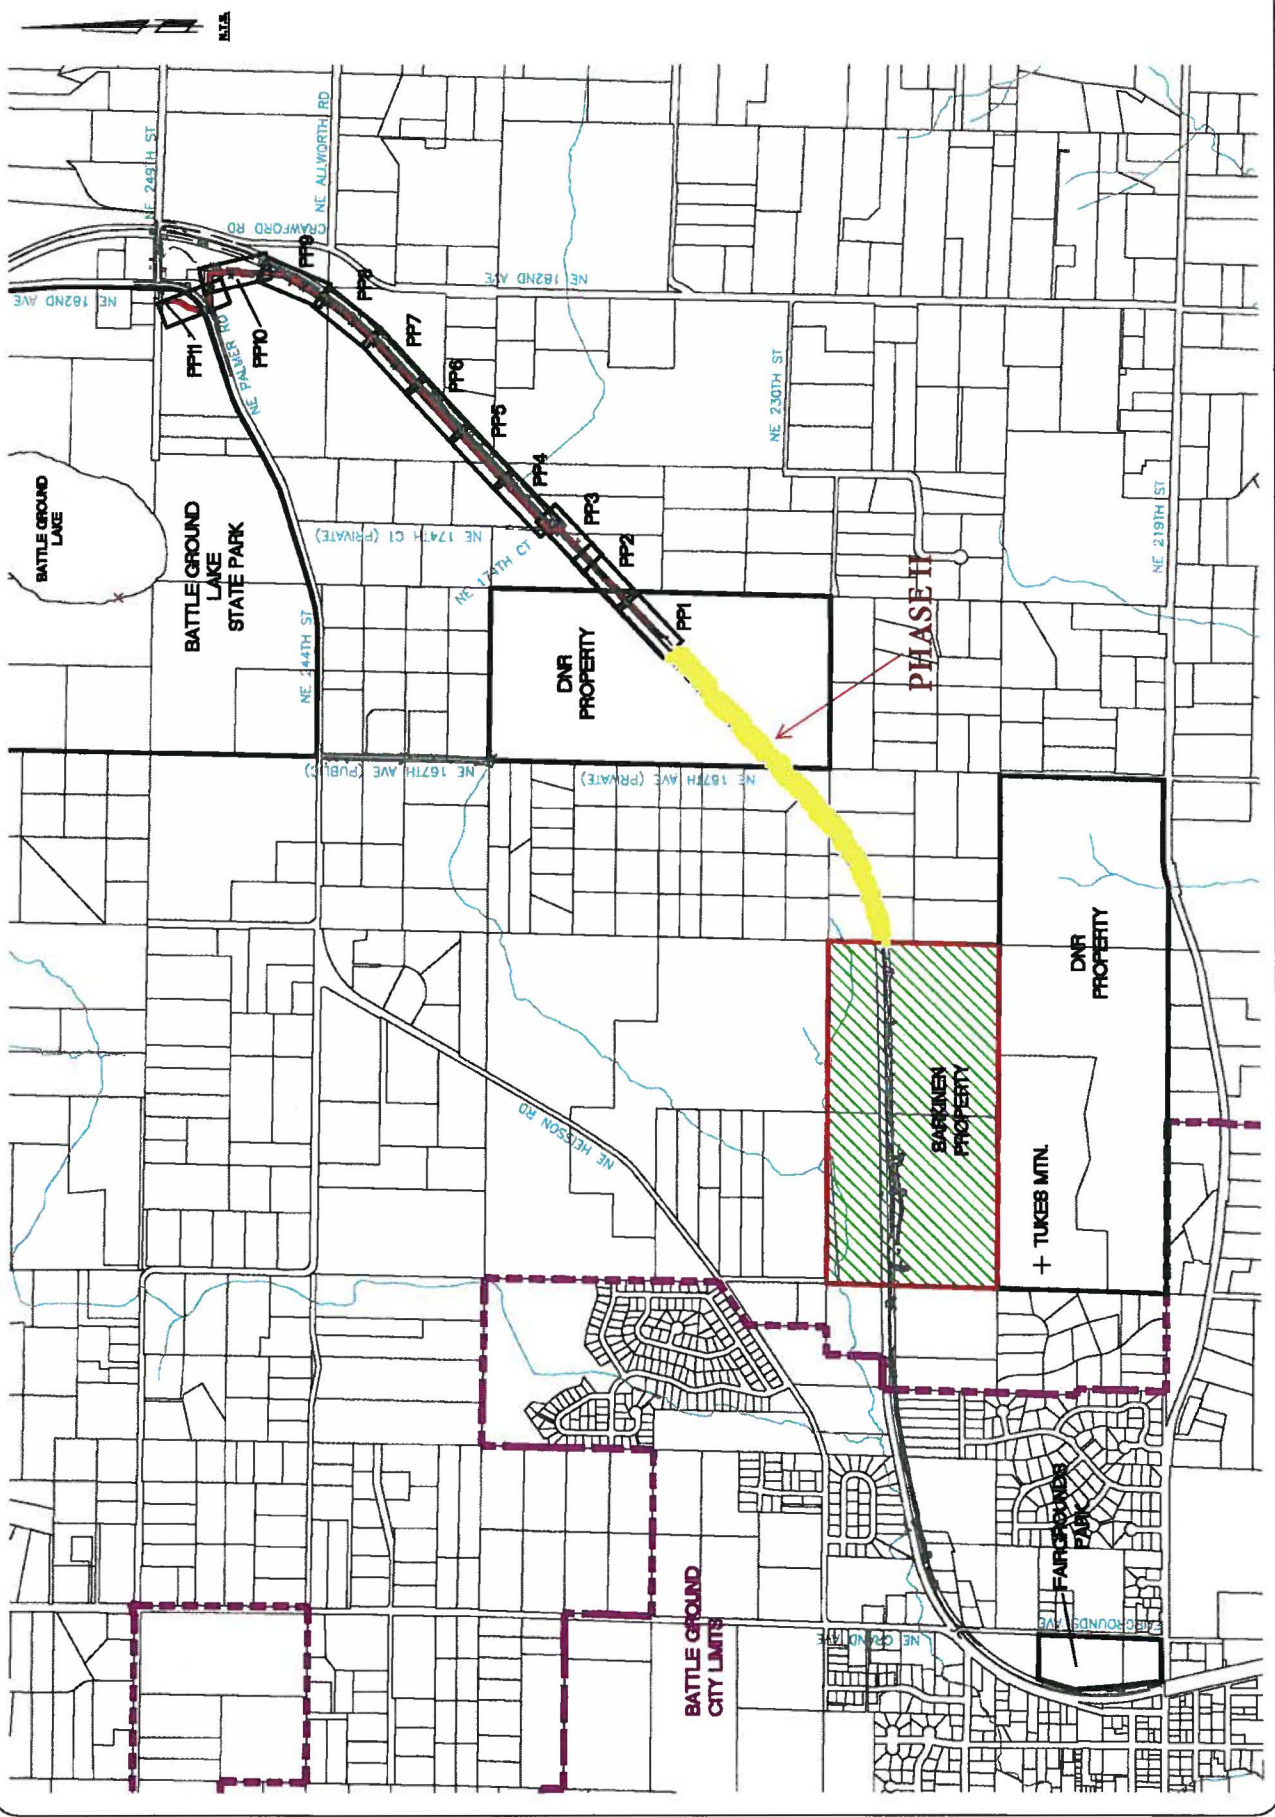 N.T.S.
NE 249TH ST
NE ALLWORTH RD
CRAWFORD RD
NE 182ND AVE
NE 182ND AVE
PP9
PP8
PP11
PP10
NE PALMER RD
PP7
PP6
PP5
PP4
PP3
PP2
PP1
BATTLE GROUND
LAKE
BATTLE GROUND
LAKE
STATE PARK
NE 244TH ST
NE 174TH CT (PRIVATE)
NE 174TH CT
NE 230TH ST
NE 219TH ST
DNR
PROPERTY
PHASE II
NE 167TH AVE (PUBLIC)
NE 167TH AVE (PRIVATE)
DNR
PROPERTY
NE HEISSON RD
PROPERTY
+ TUKES MTN.
BATTLE GROUND
CITY LIMITS
NE GRAND AVE
FAIRGROUNDS AVE
FAIRGROUNDS
PARK